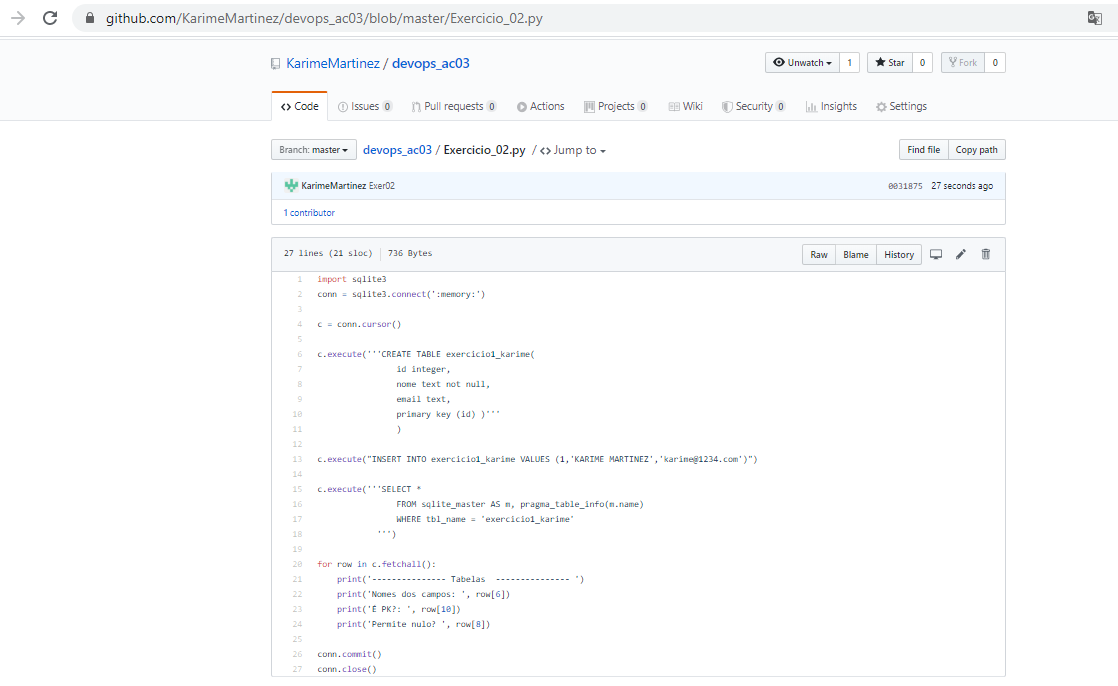 github.com/KarimeMartinez/devops_ac03/blob/master/Exercicio_02.py
KarimeMartinez / devops_ac03
Unwatch 1 Star 0 Fork 0
Code Issues 0 Pull requests 0 Actions Projects 0 Wiki Security 0 Insights Settings
Branch: master devops_ac03 / Exercicio_02.py / <> Jump to Find file Copy path
KarimeMartinez Exer02 0031875 27 seconds ago
1 contributor
27 lines (21 sloc) 736 Bytes Raw Blame History
1 import sqlite3
2 conn = sqlite3.connect(':memory:')
3
4 c = conn.cursor()
5
6 c.execute('''CREATE TABLE exercicio1_karime(
7 id integer,
8 nome text not null,
9 email text,
10 primary key (id) )'''
11 )
12
13 c.execute("INSERT INTO exercicio1_karime VALUES (1,'KARIME MARTINEZ','karime@1234.com')")
14
15 c.execute('''SELECT *
16 FROM sqlite_master AS m, pragma_table_info(m.name)
17 WHERE tbl_name = 'exercicio1_karime'
18 ''')
19
20 for row in c.fetchall():
21 print('--------------- Tabelas  --------------- ')
22 print('Nomes dos campos: ', row[6])
23 print('É PK?: ', row[10])
24 print('Permite nulo? ', row[8])
25
26 conn.commit()
27 conn.close()